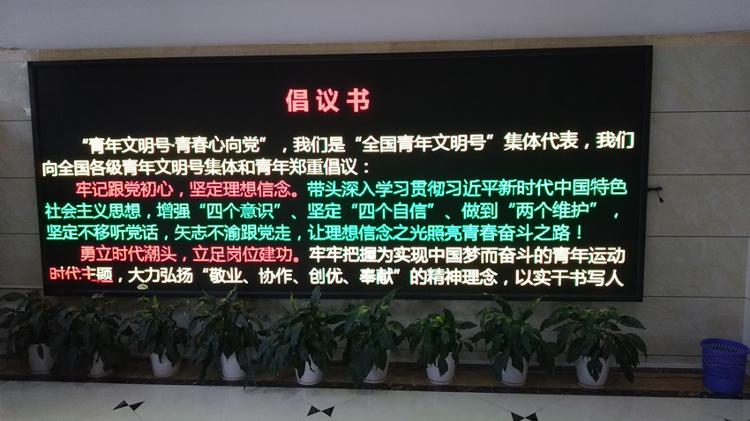 倡议书
“青年文明号·青春心向党”，我们是“全国青年文明号”集体代表，我们
向全国各级青年文明号集体和青年郑重倡议：
牢记跟党初心，坚定理想信念。带头深入学习贯彻习近平新时代中国特色
社会主义思想，增强“四个意识”、坚定“四个自信”、做到“两个维护”，
坚定不移听党话，矢志不渝跟党走，让理想信念之光照亮青春奋斗之路！
勇立时代潮头，立足岗位建功。牢牢把握为实现中国梦而奋斗的青年运动
时代主题，大力弘扬“敬业、协作、创优、奉献”的精神理念，以实干书写人